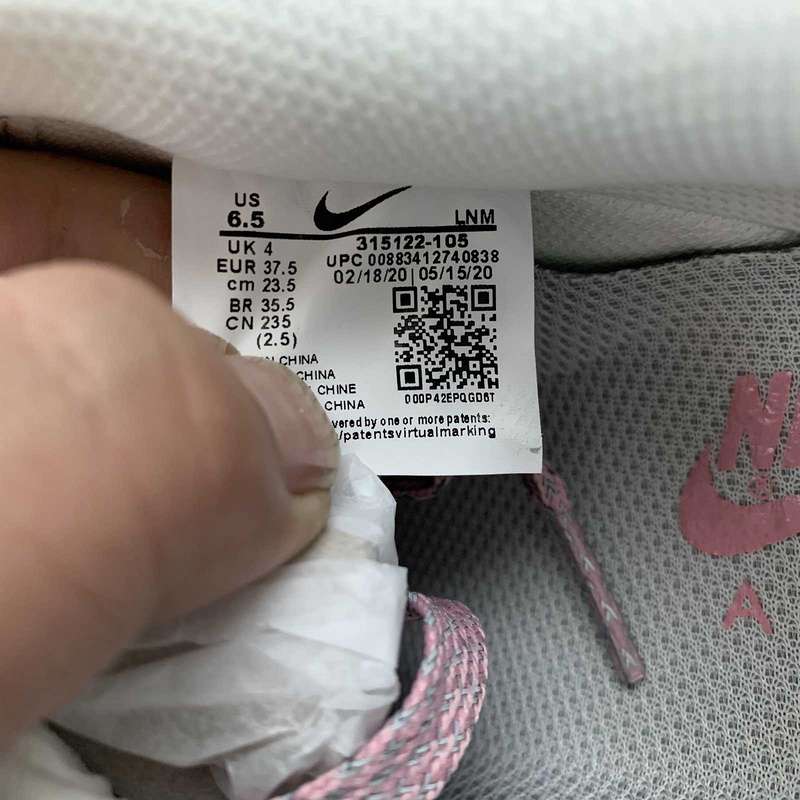 US
6.5 LNM
UK 4 315122-105
EUR 37.5 UPC 00883412740838
cm 23.5 02/18/20 | 05/15/20
BR 35.5
CN 235
(2.5)
CHINA
CHINA
CHINE
CHINA
000P42EPQGD6T
by one or more patents:
/patentsvirtualmarking
A